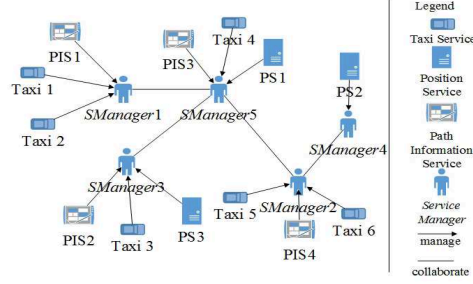 Legend
Taxi Service
Position
Service
Path
Information
Service
Service
Manager
manage
collaborate
PIS1
PIS3
Taxi 4
PS1
PS2
Taxi 1
SManager1
SManager5
Taxi 2
SManager4
SManager3
PIS2
Taxi 3
PS3
Taxi 5
SManager2
PIS4
Taxi 6